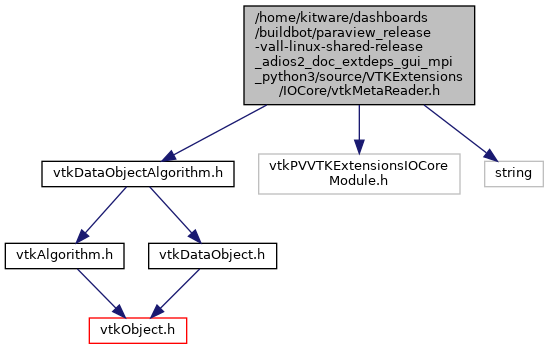 /home/kitware/dashboards
/buildbot/paraview_release
-vall-linux-shared-release
_adios2_doc_extdeps_gui_mpi
_python3/source/VTKExtensions
/IOCore/vtkMetaReader.h
vtkDataObjectAlgorithm.h
vtkPVVTKExtensionsIOCore
Module.h
string
vtkAlgorithm.h
vtkDataObject.h
vtkObject.h